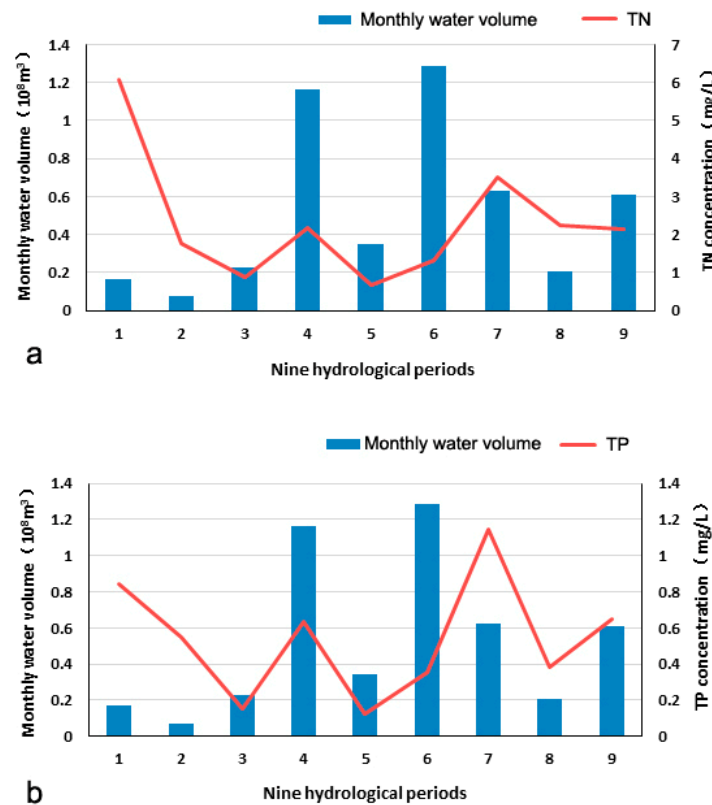 Monthly water volume TN
Monthly water volume（10⁸m³）
1.4
1.2
1
0.8
0.6
0.4
0.2
0
7
6
5
4
3
2
1
0
TN concentration（mg/L）
1 2 3 4 5 6 7 8 9
Nine hydrological periods
a
Monthly water volume TP
Monthly water volume（10⁸m³）
1.4
1.2
1
0.8
0.6
0.4
0.2
0
1.4
1.2
1
0.8
0.6
0.4
0.2
0
TP concentration（mg/L）
1 2 3 4 5 6 7 8 9
Nine hydrological periods
b